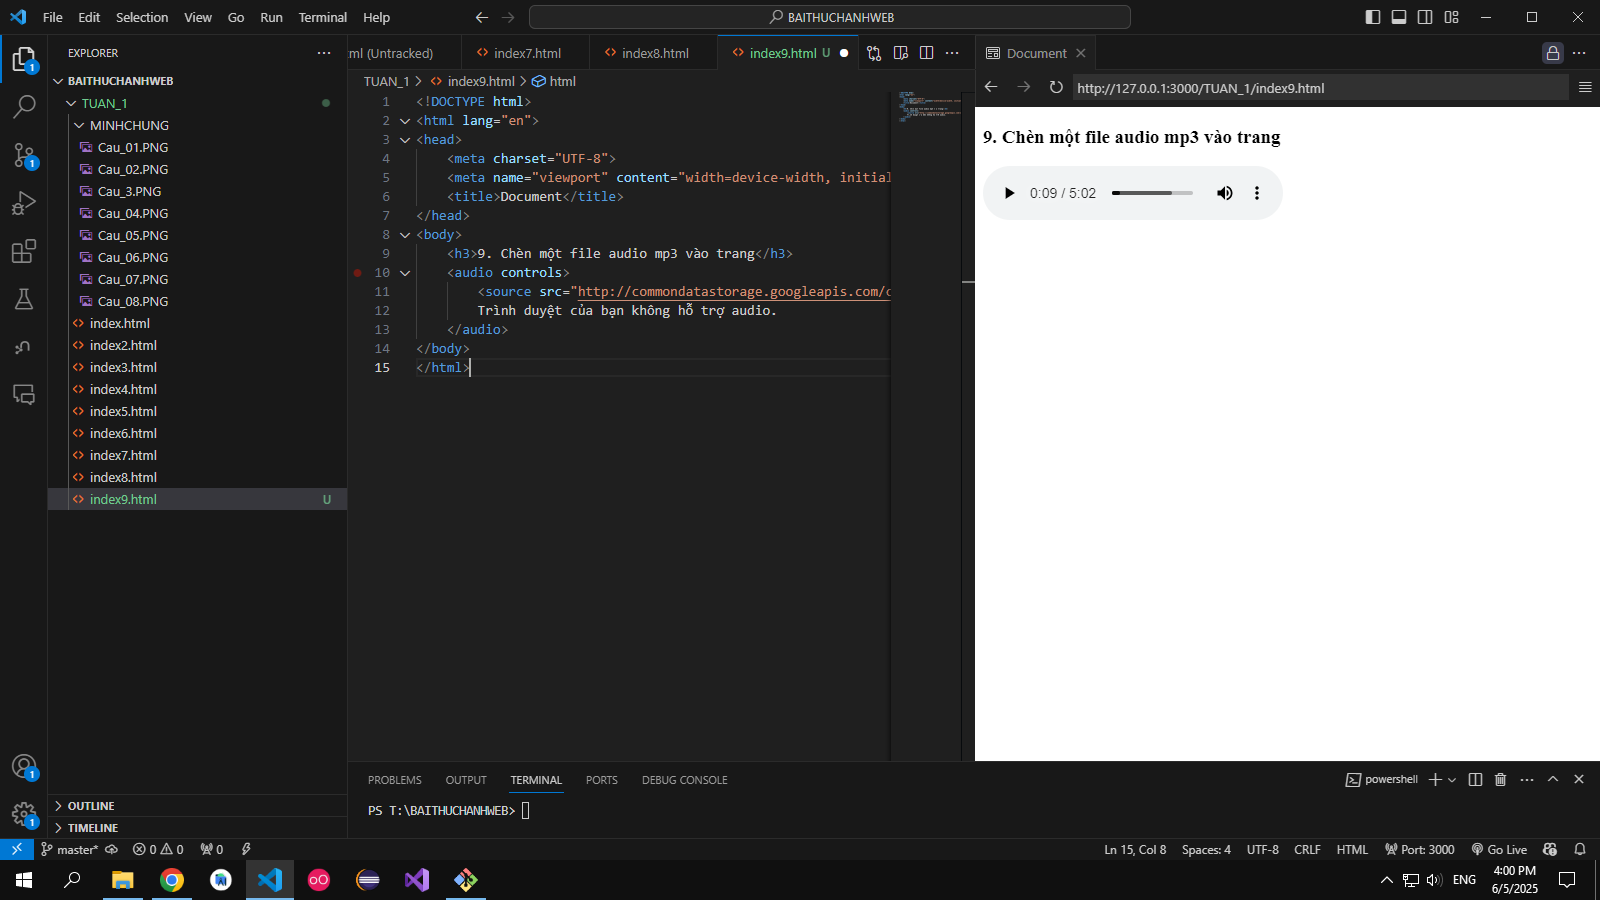 File Edit Selection View Go Run Terminal Help
BAITHUCHANHWEB
EXPLORER
BAITHUCHANHWEB
TUAN_1
MINHCHUNG
Cau_01.PNG
Cau_02.PNG
Cau_3.PNG
Cau_04.PNG
Cau_05.PNG
Cau_06.PNG
Cau_07.PNG
Cau_08.PNG
index.html
index2.html
index3.html
index4.html
index5.html
index6.html
index7.html
index8.html
index9.html U
OUTLINE
TIMELINE
ml (Untracked) index7.html index8.html index9.html U
TUAN_1 > index9.html > html
1 <!DOCTYPE html>
2 <html lang="en">
3 <head>
4 <meta charset="UTF-8">
5 <meta name="viewport" content="width=device-width, initial
6 <title>Document</title>
7 </head>
8 <body>
9 <h3>9. Chèn một file audio mp3 vào trang</h3>
10 <audio controls>
11 <source src="http://commondatastorage.googleapis.com/c
12 Trình duyệt của bạn không hỗ trợ audio.
13 </audio>
14 </body>
15 </html>
Document
http://127.0.0.1:3000/TUAN_1/index9.html
9. Chèn một file audio mp3 vào trang
0:09 / 5:02
PROBLEMS OUTPUT TERMINAL PORTS DEBUG CONSOLE
powershell
PS T:\BAITHUCHANHWEB>
1
1
1
1
master* 0 0 0
Ln 15, Col 8 Spaces: 4 UTF-8 CRLF HTML Port: 3000 Go Live
ENG
4:00 PM
6/5/2025